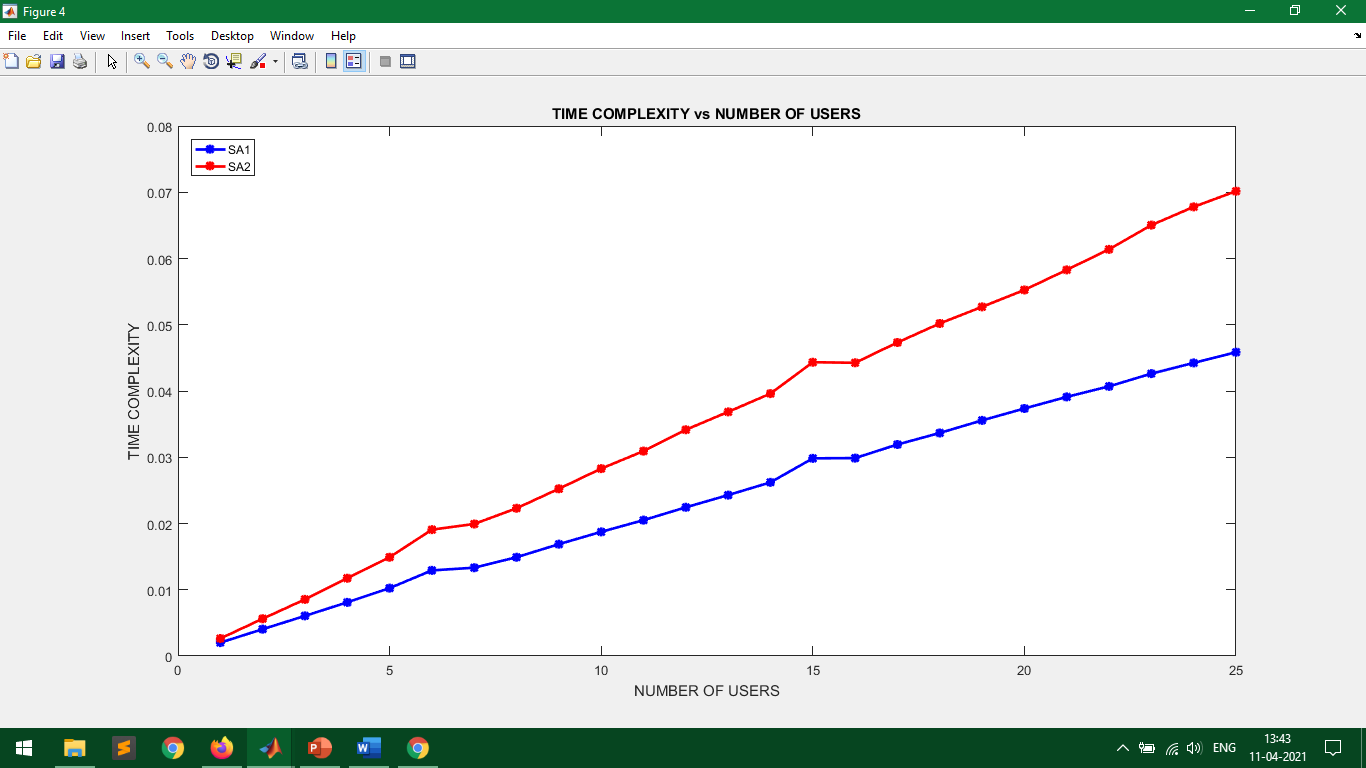 Figure 4
File Edit View Insert Tools Desktop Window Help
TIME COMPLEXITY vs NUMBER OF USERS
SA1
SA2
0.08
0.07
0.06
0.05
0.04
0.03
0.02
0.01
0
TIME COMPLEXITY
0 5 10 15 20 25
NUMBER OF USERS
ENG
13:43
11-04-2021